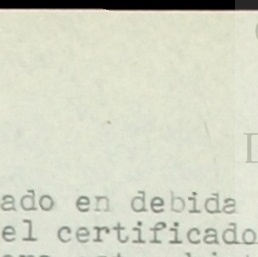 ado en debida
el certificado